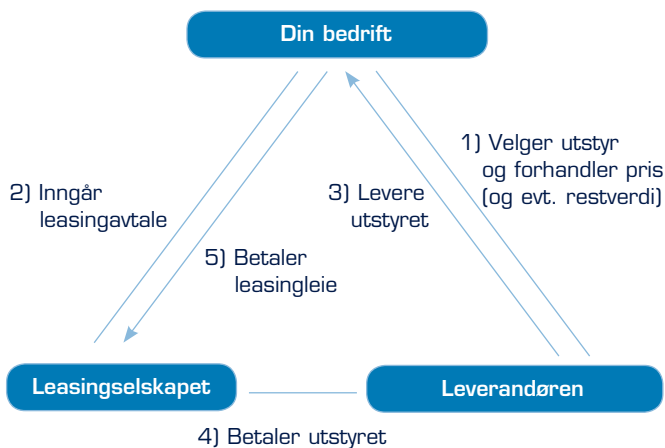 Din bedrift
1) Velger utstyr
og forhandler pris
(og evt. restverdi)
2) Inngår
leasingavtale
3) Levere
utstyret
5) Betaler
leasingleie
Leasingselskapet
Leverandøren
4) Betaler utstyret